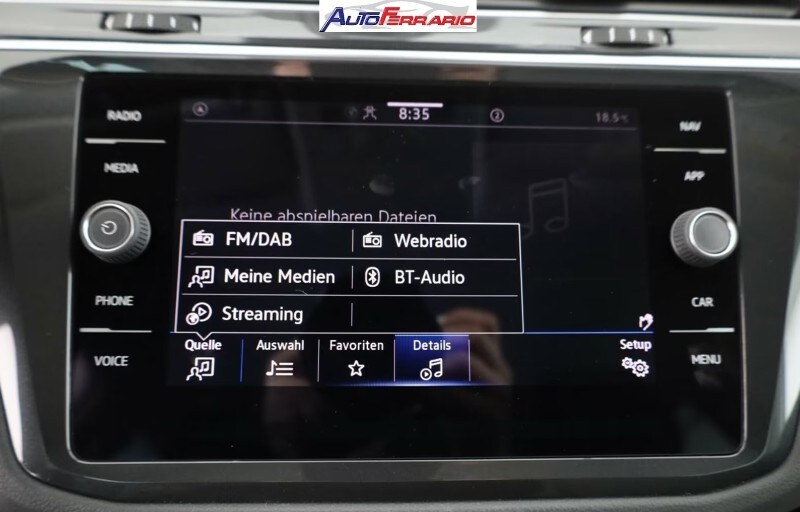 AUTOFERRARIO
8:35
2
18.5°C
RADIO
NAV
MEDIA
APP
Keine abspielbaren Dateien
FM/DAB
Webradio
Meine Medien
BT-Audio
Streaming
PHONE
CAR
VOICE
Quelle
Auswahl
Favoriten
Details
Setup
MENU